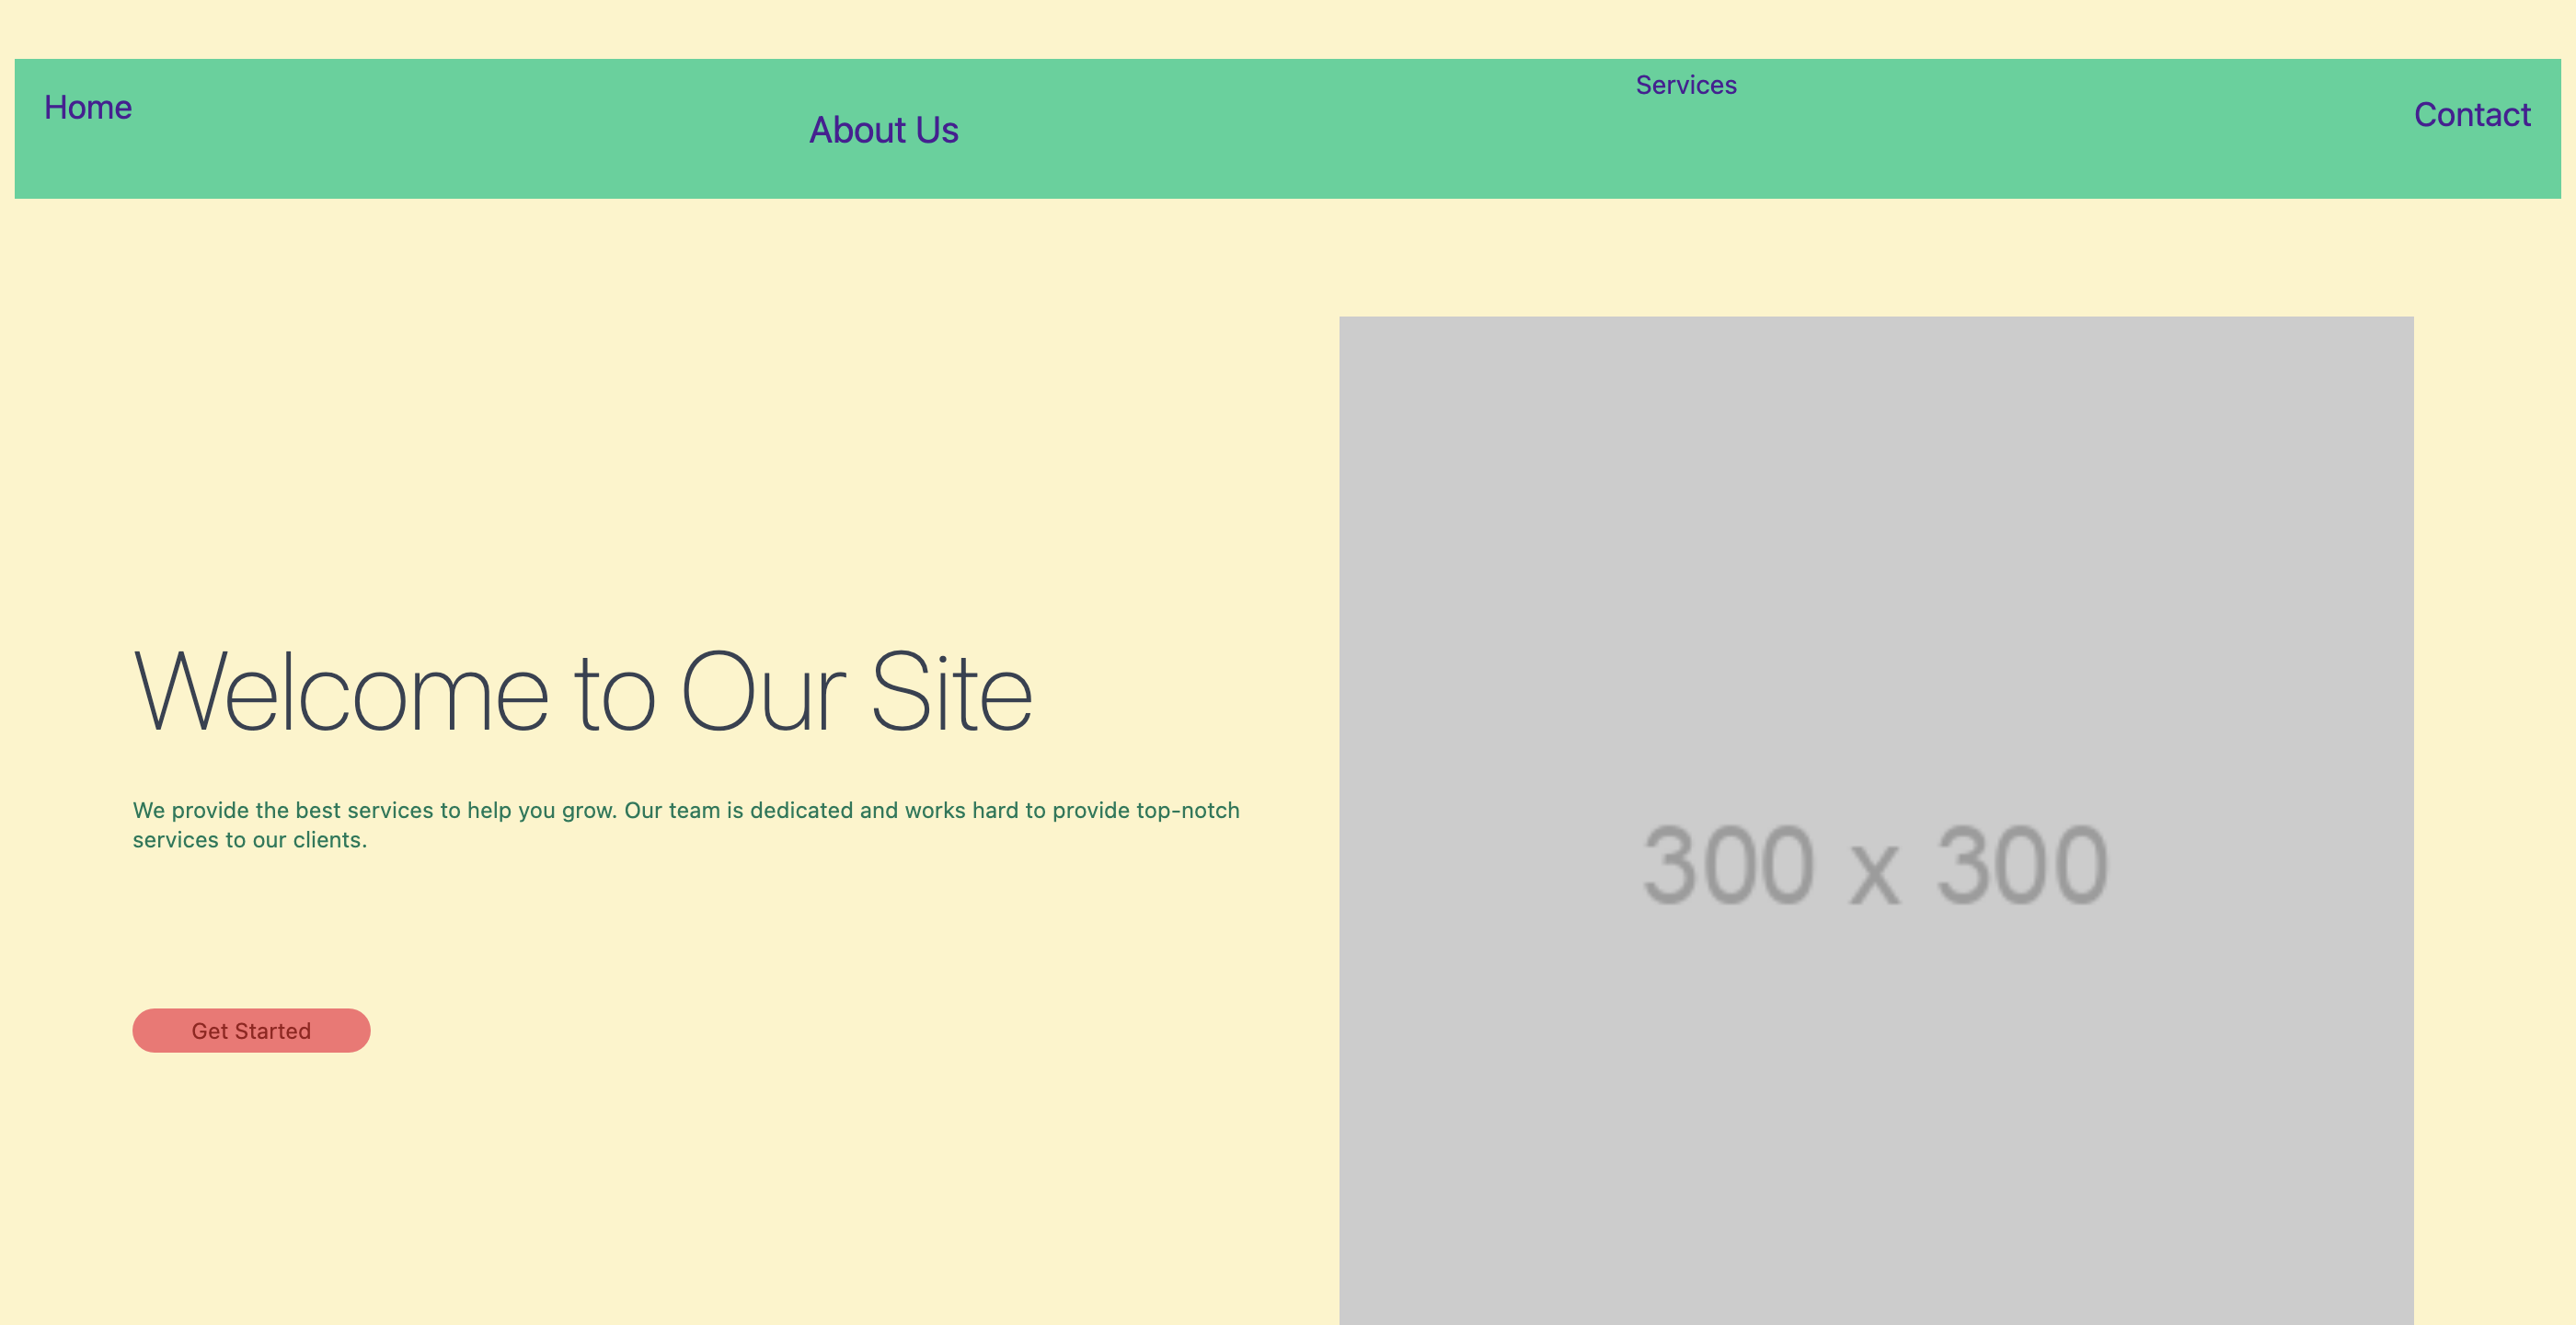 Home
About Us
Services
Contact
Welcome to Our Site
We provide the best services to help you grow. Our team is dedicated and works hard to provide top-notch
services to our clients.
Get Started
300 x 300